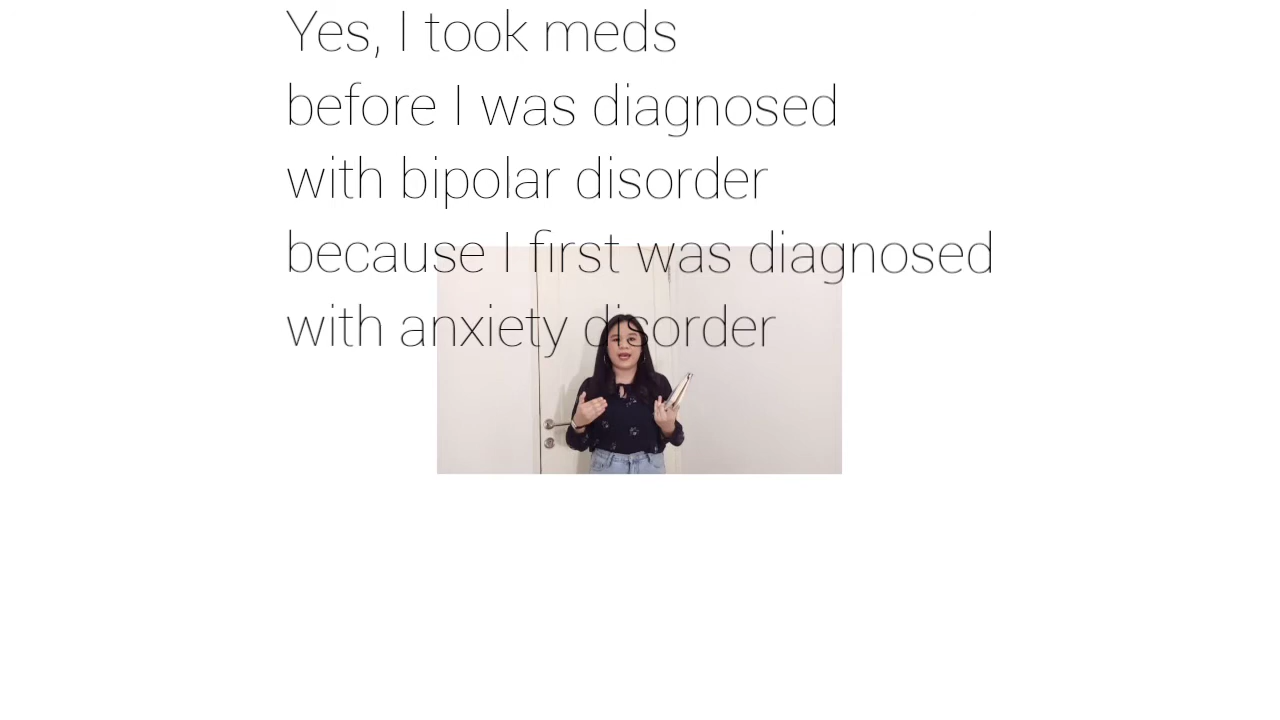 Yes, I took meds
before I was diagnosed
with bipolar disorder
because I first was diagnosed
with anxiety disorder